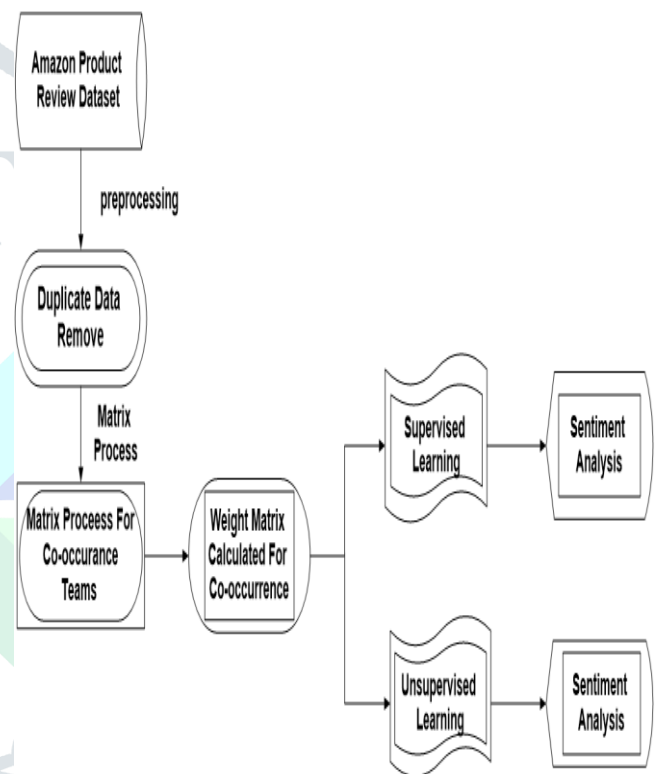 Amazon Product
Review Dataset
preprocessing
Duplicate Data
Remove
Matrix
Process
Matrix Proceess For
Co-occurance
Teams
Weight Matrix
Calculated For
Co-occurrence
Supervised
Learning
Sentiment
Analysis
Unsupervised
Learning
Sentiment
Analysis